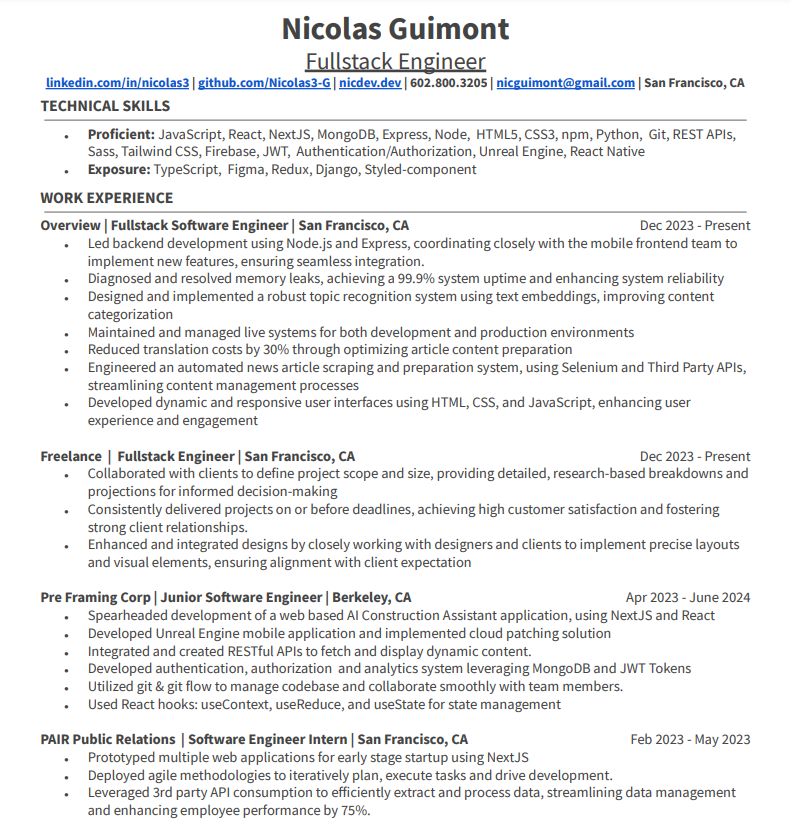 Nicolas Guimont
Fullstack Engineer
linkedin.com/in/nicolas3 | github.com/Nicolas3-G | nicdev.dev | 602.800.3205 | nicguimont@gmail.com | San Francisco, CA
TECHNICAL SKILLS
• Proficient: JavaScript, React, NextJS, MongoDB, Express, Node, HTML5, CSS3, npm, Python, Git, REST APIs,
Sass, Tailwind CSS, Firebase, JWT, Authentication/Authorization, Unreal Engine, React Native
• Exposure: TypeScript, Figma, Redux, Django, Styled-component
WORK EXPERIENCE
Overview | Fullstack Software Engineer | San Francisco, CA Dec 2023 - Present
• Led backend development using Node.js and Express, coordinating closely with the mobile frontend team to
implement new features, ensuring seamless integration.
• Diagnosed and resolved memory leaks, achieving a 99.9% system uptime and enhancing system reliability
• Designed and implemented a robust topic recognition system using text embeddings, improving content
categorization
• Maintained and managed live systems for both development and production environments
• Reduced translation costs by 30% through optimizing article content preparation
• Engineered an automated news article scraping and preparation system, using Selenium and Third Party APIs,
streamlining content management processes
• Developed dynamic and responsive user interfaces using HTML, CSS, and JavaScript, enhancing user
experience and engagement
Freelance | Fullstack Engineer | San Francisco, CA Dec 2023 - Present
• Collaborated with clients to define project scope and size, providing detailed, research-based breakdowns and
projections for informed decision-making
• Consistently delivered projects on or before deadlines, achieving high customer satisfaction and fostering
strong client relationships.
• Enhanced and integrated designs by closely working with designers and clients to implement precise layouts
and visual elements, ensuring alignment with client expectation
Pre Framing Corp | Junior Software Engineer | Berkeley, CA Apr 2023 - June 2024
• Spearheaded development of a web based AI Construction Assistant application, using NextJS and React
• Developed Unreal Engine mobile application and implemented cloud patching solution
• Integrated and created RESTful APIs to fetch and display dynamic content.
• Developed authentication, authorization and analytics system leveraging MongoDB and JWT Tokens
• Utilized git & git flow to manage codebase and collaborate smoothly with team members.
• Used React hooks: useContext, useReduce, and useState for state management
PAIR Public Relations | Software Engineer Intern | San Francisco, CA Feb 2023 - May 2023
• Prototyped multiple web applications for early stage startup using NextJS
• Deployed agile methodologies to iteratively plan, execute tasks and drive development.
• Leveraged 3rd party API consumption to efficiently extract and process data, streamlining data management
and enhancing employee performance by 75%.